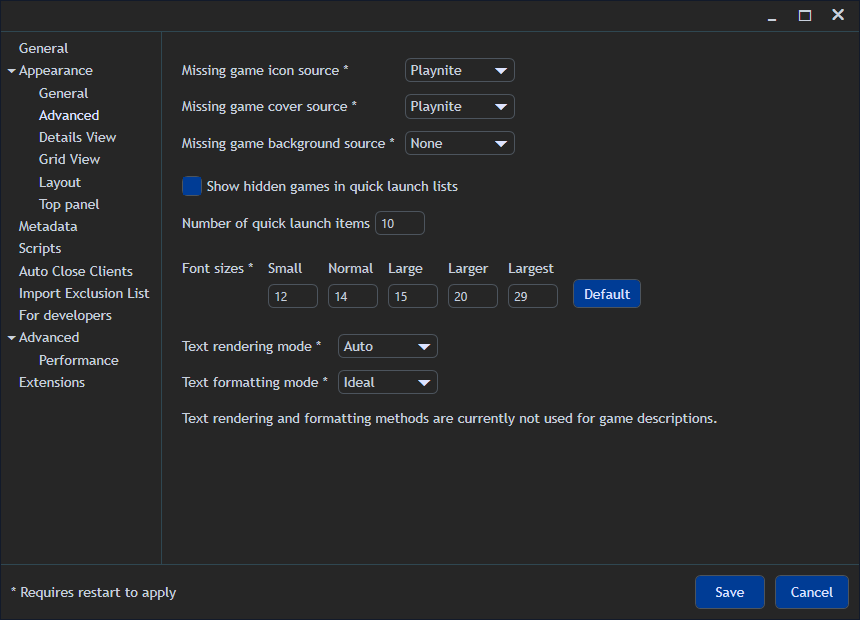 General
Appearance
General
Advanced
Details View
Grid View
Layout
Top panel
Metadata
Scripts
Auto Close Clients
Import Exclusion List
For developers
Advanced
Performance
Extensions
Missing game icon source * Playnite
Missing game cover source * Playnite
Missing game background source * None
Show hidden games in quick launch lists
Number of quick launch items 10
Font sizes * Small Normal Large Larger Largest
12 14 15 20 29 Default
Text rendering mode * Auto
Text formatting mode * Ideal
Text rendering and formatting methods are currently not used for game descriptions.
* Requires restart to apply Save Cancel